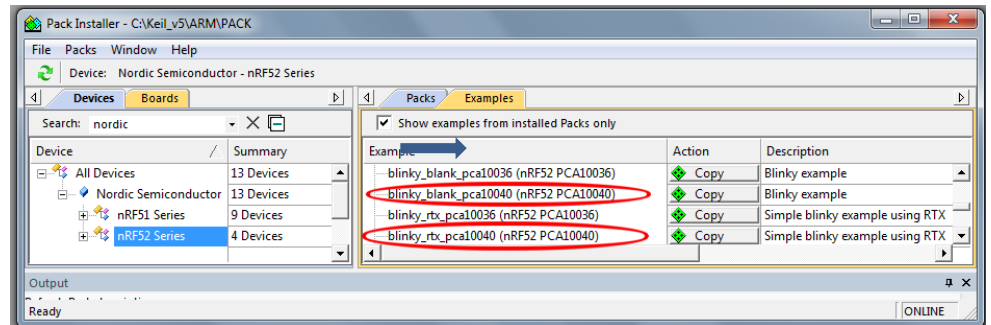 Pack Installer - C:\Keil_v5\ARM\PACK
File Packs Window Help
Device: Nordic Semiconductor - nRF52 Series
Devices Boards
Packs Examples
Search: nordic
Show examples from installed Packs only
Device Summary
Example Action Description
All Devices 13 Devices
blinky_blank_pca10036 (nRF52 PCA10036) Copy Blinky example
Nordic Semiconductor 13 Devices
blinky_blank_pca10040 (nRF52 PCA10040) Copy Blinky example
nRF51 Series 9 Devices
blinky_rtx_pca10036 (nRF52 PCA10036) Copy Simple blinky example using RTX
nRF52 Series 4 Devices
blinky_rtx_pca10040 (nRF52 PCA10040) Copy Simple blinky example using RTX
Output
Ready ONLINE